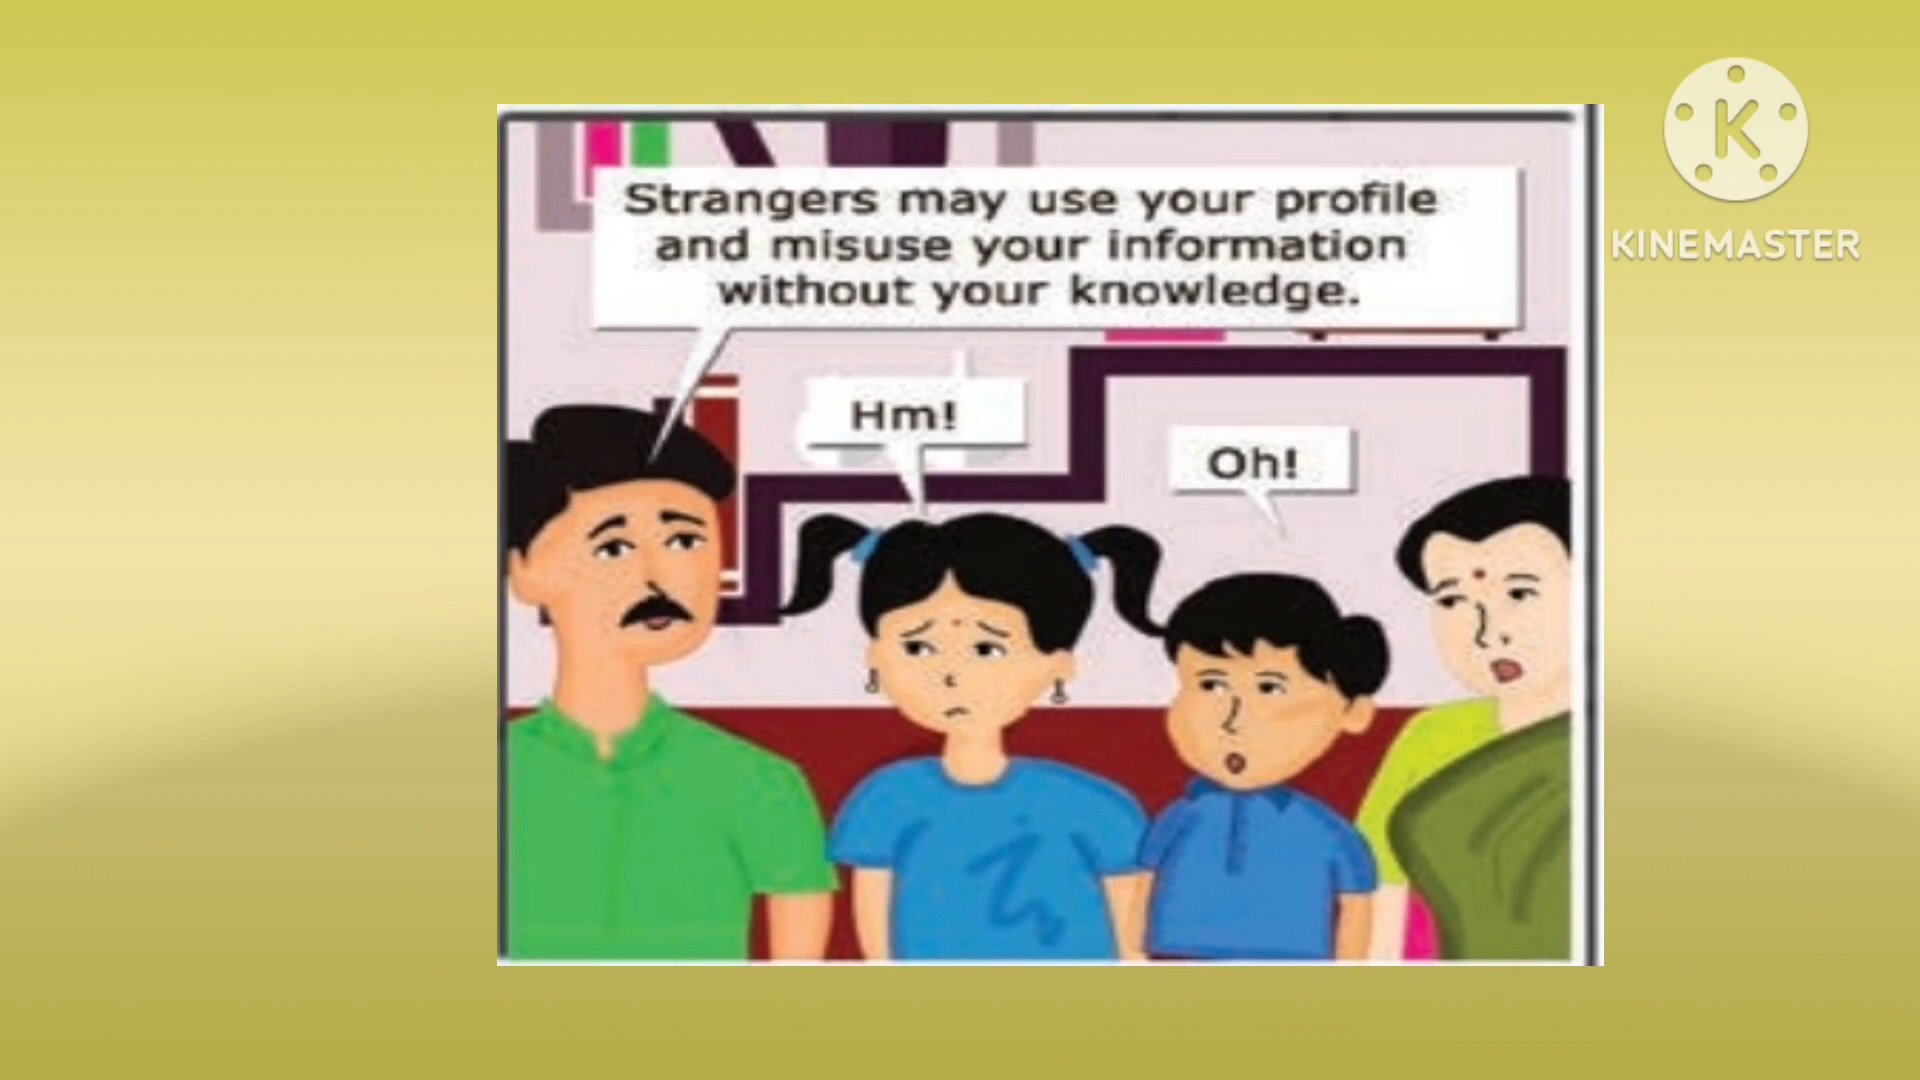 Strangers may use your profile
and misuse your information
without your knowledge.
Hm!
Oh!
K
KINEMASTER